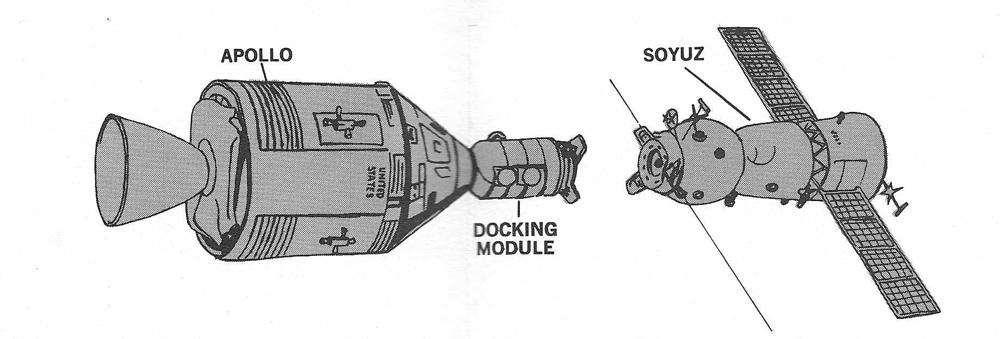 APOLLO
SOYUZ
UNITED
STATES
DOCKING
MODULE